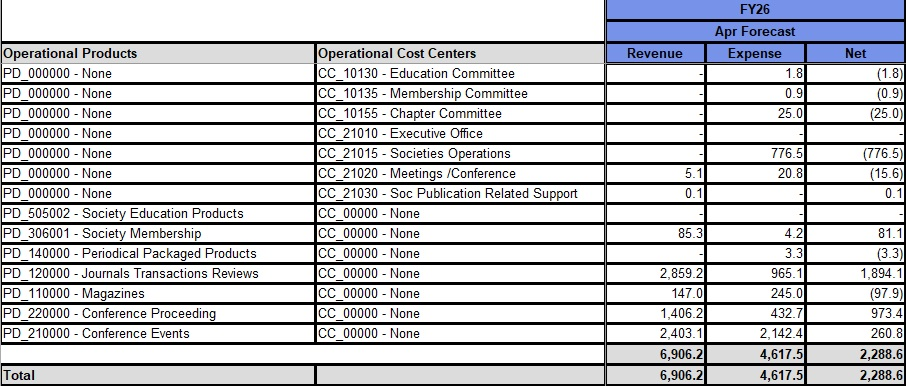 FY26
Apr Forecast
Operational Products Operational Cost Centers Revenue Expense Net
PD_000000 - None CC_10130 - Education Committee - 1.8 (1.8)
PD_000000 - None CC_10135 - Membership Committee - 0.9 (0.9)
PD_000000 - None CC_10155 - Chapter Committee - 25.0 (25.0)
PD_000000 - None CC_21010 - Executive Office - - -
PD_000000 - None CC_21015 - Societies Operations - 776.5 (776.5)
PD_000000 - None CC_21020 - Meetings /Conference 5.1 20.8 (15.6)
PD_000000 - None CC_21030 - Soc Publication Related Support 0.1 - 0.1
PD_505002 - Society Education Products CC_00000 - None - - -
PD_306001 - Society Membership CC_00000 - None 85.3 4.2 81.1
PD_140000 - Periodical Packaged Products CC_00000 - None - 3.3 (3.3)
PD_120000 - Journals Transactions Reviews CC_00000 - None 2,859.2 965.1 1,894.1
PD_110000 - Magazines CC_00000 - None 147.0 245.0 (97.9)
PD_220000 - Conference Proceeding CC_00000 - None 1,406.2 432.7 973.4
PD_210000 - Conference Events CC_00000 - None 2,403.1 2,142.4 260.8
6,906.2 4,617.5 2,288.6
Total 6,906.2 4,617.5 2,288.6